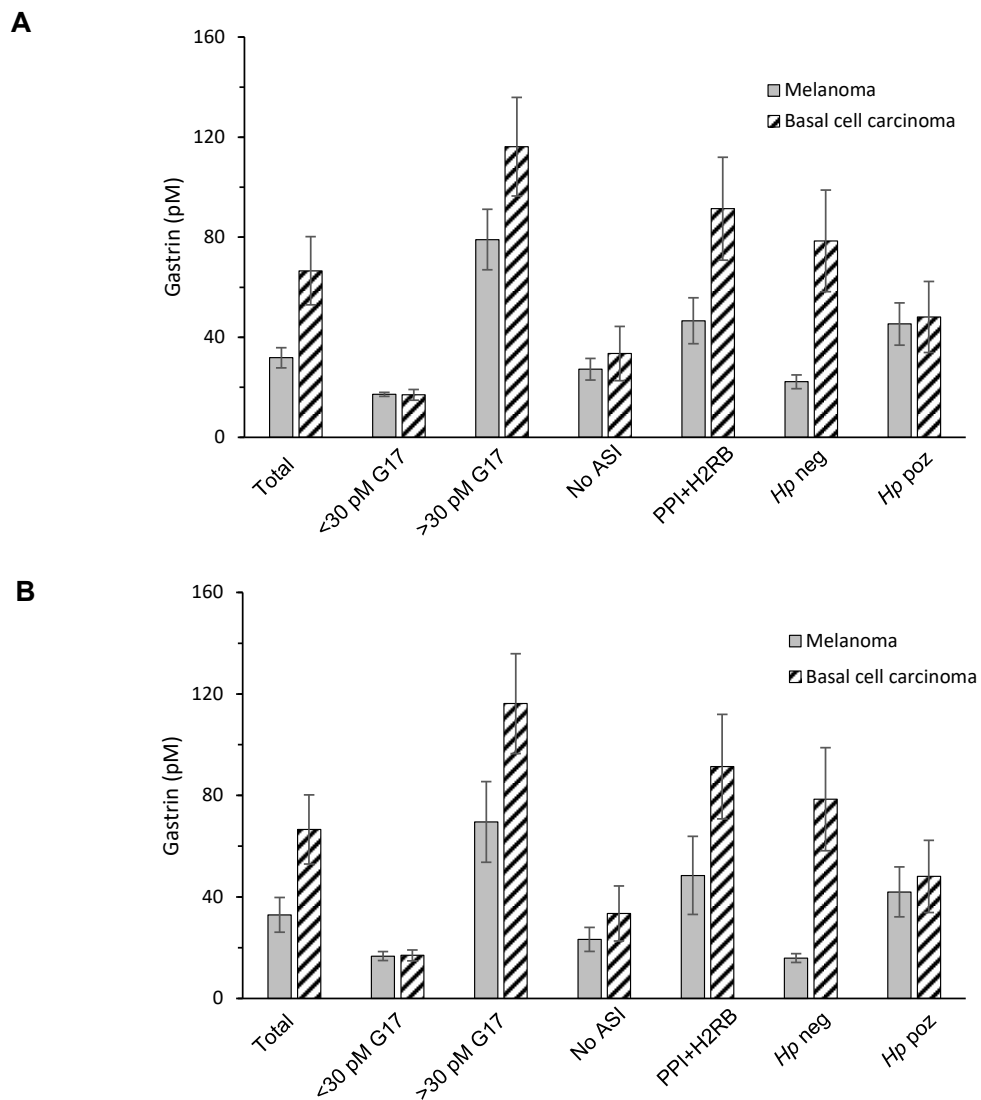 A
160
120
80
40
0
Gastrin (pM)
Melanoma
Basal cell carcinoma
Total
<30 pM G17
>30 pM G17
No ASI
PPI+H2RB
Hp neg
Hp poz
B
160
120
80
40
0
Gastrin (pM)
Melanoma
Basal cell carcinoma
Total
<30 pM G17
>30 pM G17
No ASI
PPI+H2RB
Hp neg
Hp poz